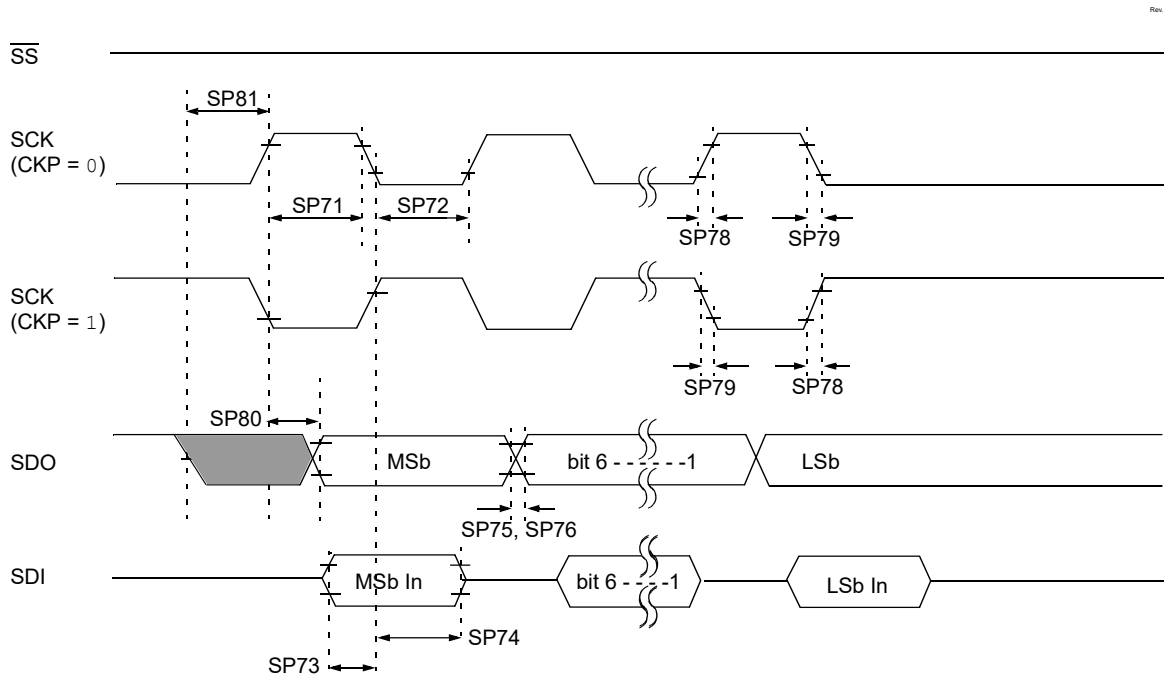 Rev.
SS
SP81
SCK
(CKP = 0)
SP71
SP72
SP78
SP79
SCK
(CKP = 1)
SP79
SP78
SP80
SDO
MSb
bit 6 - - - - - -1
LSb
SP75, SP76
SDI
MSb In
bit 6 - - - - -1
LSb In
SP74
SP73